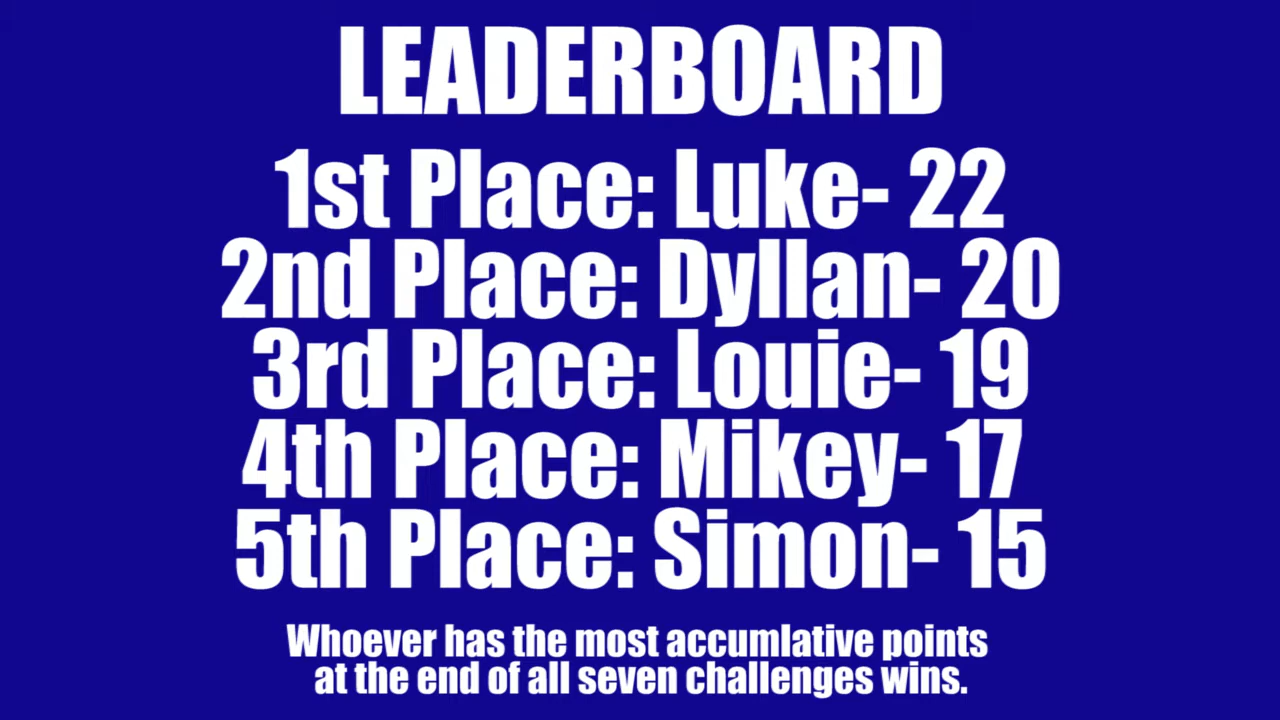 LEADERBOARD
1st Place: Luke- 22
2nd Place: Dyllan- 20
3rd Place: Louie- 19
4th Place: Mikey- 17
5th Place: Simon- 15
Whoever has the most accumlative points
at the end of all seven challenges wins.